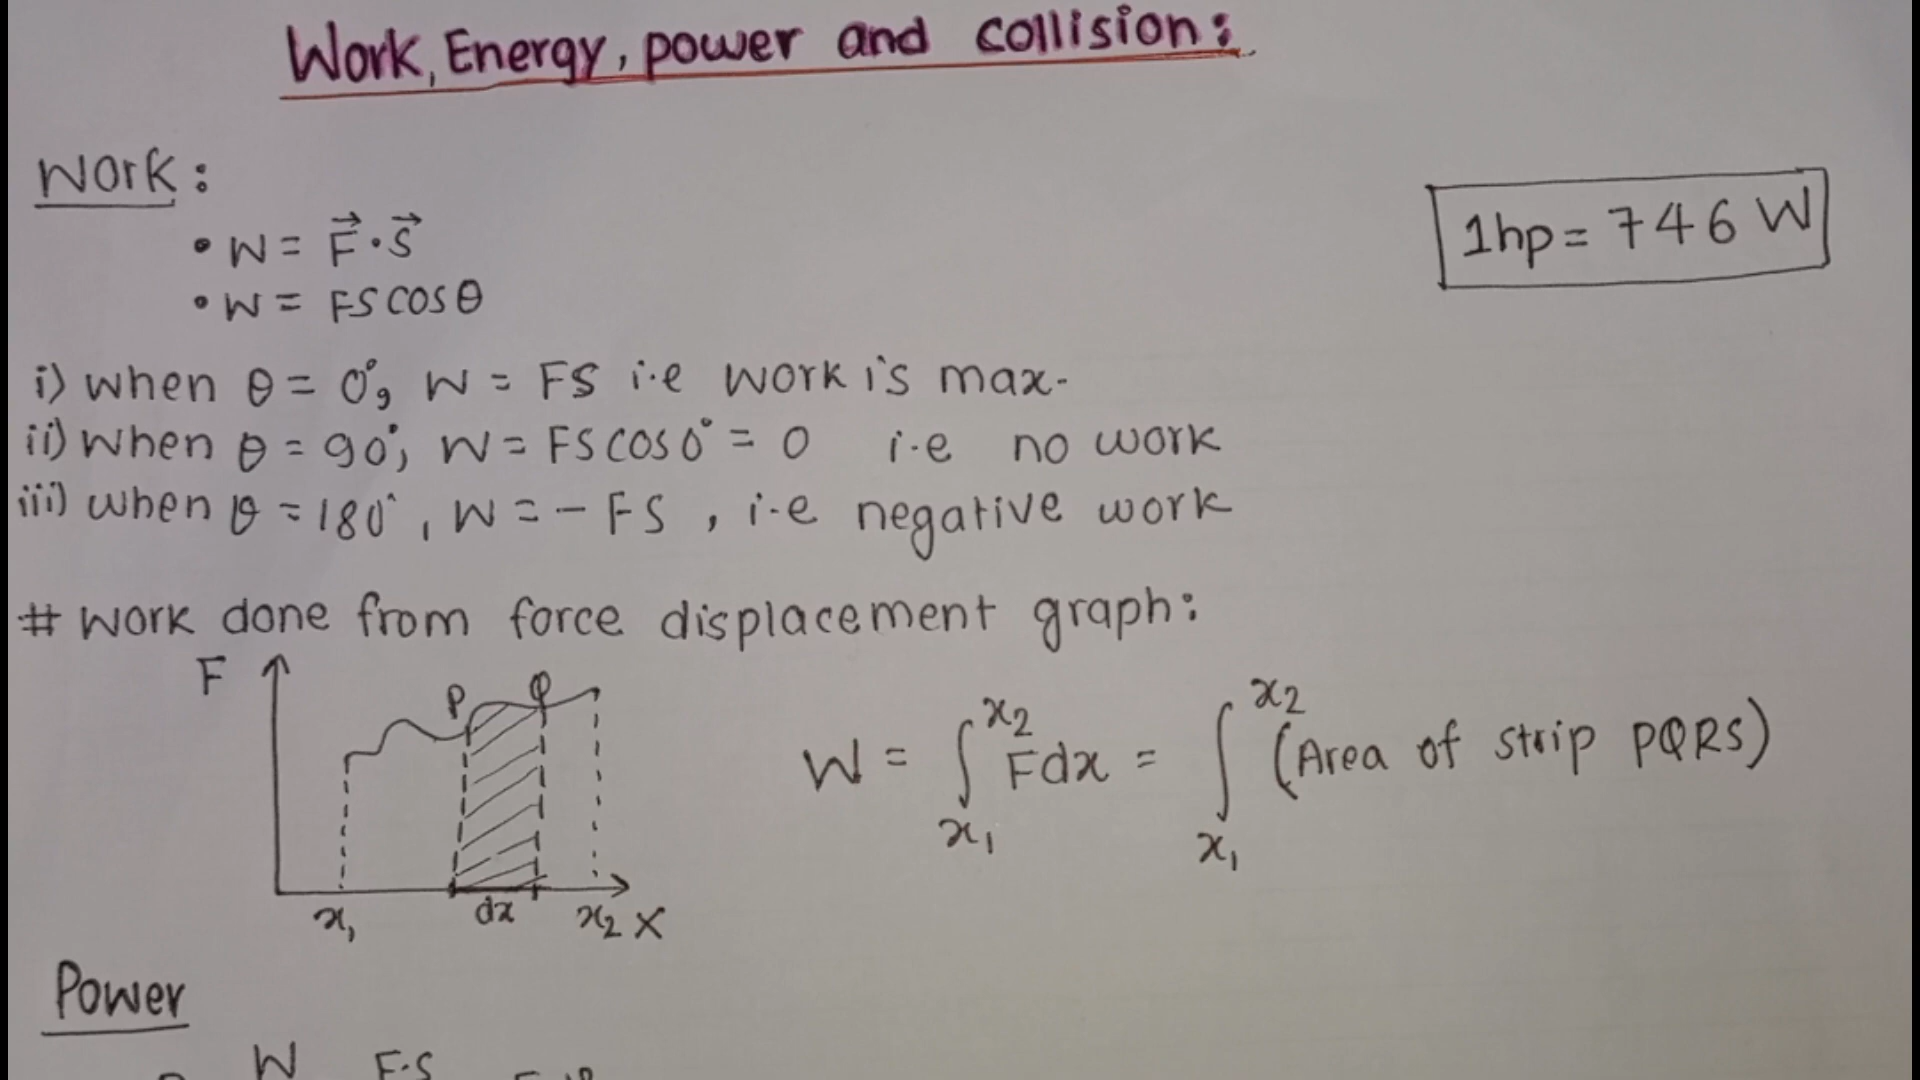 Work, Energy, power and collision:
Work:
1hp = 746 W
• W = F⃗·S⃗
• W = FS cosθ
i) when θ = 0°, W = FS i.e work is max.
ii) when θ = 90°, W = FS cos 0° = 0 i.e no work
iii) when θ = 180°, W = - FS, i.e negative work
# work done from force displacement graph:
F
P Q
W = ∫ₓ₁ˣ² Fdx = ∫ₓ₁ˣ² (Area of strip PQRS)
x₁ dx x₂ X
Power
W F·S